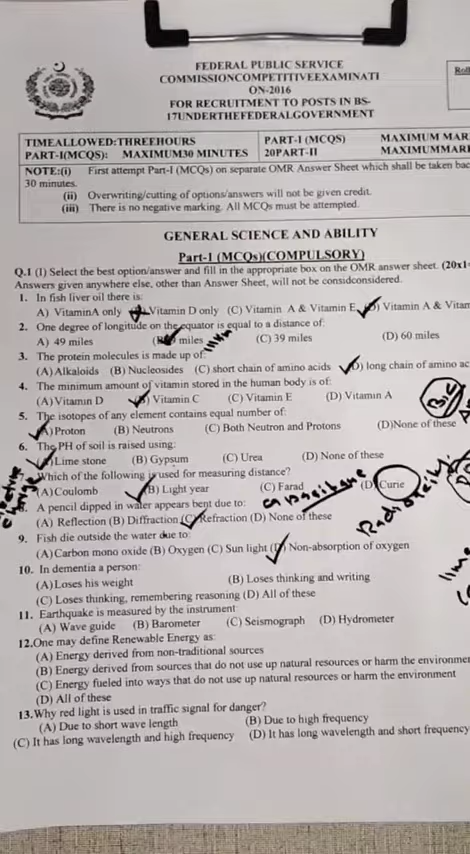 FEDERAL PUBLIC SERVICE
COMMISSIONCOMPETITIVEEXAMINATI
ON-2016
FOR RECRUITMENT TO POSTS IN BS-
17UNDERTHEFEDERALGOVERNMENT
Roll
TIMEALLOWED:THREEHOURS PART-I (MCQS) MAXIMUM MAR
PART-I(MCQS): MAXIMUM30 MINUTES 20PART-II MAXIMUMMARI
NOTE:(i) First attempt Part-I (MCQs) on separate OMR Answer Sheet which shall be taken bac
30 minutes.
(ii) Overwriting/cutting of options/answers will not be given credit.
(iii) There is no negative marking. All MCQs must be attempted.
GENERAL SCIENCE AND ABILITY
Part-I (MCQs)(COMPULSORY)
Q.1 (I) Select the best option/answer and fill in the appropriate box on the OMR answer sheet. (20x1
Answers given anywhere else, other than Answer Sheet, will not be considconsidered.
1. In fish liver oil there is:
A) VitaminA only Vitamin D only (C) Vitamin A & Vitamin E D) Vitamin A & Vitan
2. One degree of longitude on the equator is equal to a distance of:
A) 49 miles (B) miles (C) 39 miles (D) 60 miles
3. The protein molecules is made up of:
(A) Alkaloids (B) Nucleosides (C) short chain of amino acids D) long chain of amino ac
4. The minimum amount of vitamin stored in the human body is of:
(A) Vitamin D B) Vitamin C (C) Vitamin E (D) Vitamin A
B,C
5. The isotopes of any element contains equal number of:
A) Proton (B) Neutrons (C) Both Neutron and Protons (D)None of these
6. The PH of soil is raised using:
A) Lime stone (B) Gypsum (C) Urea (D) None of these
electric
charge
7. Which of the following is used for measuring distance?
(A) Coulomb (B) Light year (C) Farad (D) Curie
Radioactivity.
8. A pencil dipped in water appears bent due to:
(A) Reflection (B) Diffraction (C) Refraction (D) None of these
9. Fish die outside the water due to:
(A) Carbon mono oxide (B) Oxygen (C) Sun light (D) Non-absorption of oxygen
lime
10. In dementia a person:
(A) Loses his weight (B) Loses thinking and writing
(C) Loses thinking, remembering reasoning (D) All of these
11. Earthquake is measured by the instrument:
(A) Wave guide (B) Barometer (C) Seismograph (D) Hydrometer
12.One may define Renewable Energy as:
(A) Energy derived from non-traditional sources
(B) Energy derived from sources that do not use up natural resources or harm the environmen
(C) Energy fueled into ways that do not use up natural resources or harm the environment
(D) All of these
13.Why red light is used in traffic signal for danger?
(A) Due to short wave length (B) Due to high frequency
(C) It has long wavelength and high frequency (D) It has long wavelength and short frequency